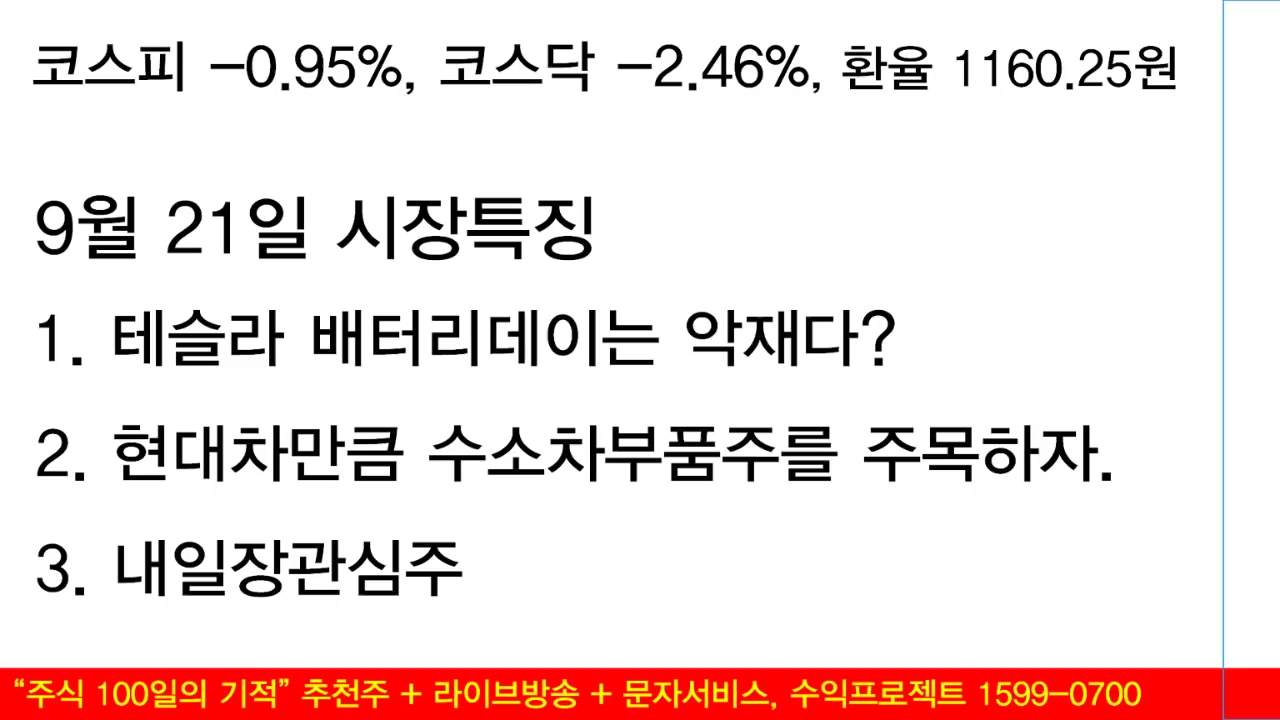 코스피 -0.95%, 코스닥 -2.46%, 환율 1160.25원
9월 21일 시장특징
1. 테슬라 배터리데이는 악재다?
2. 현대차만큼 수소차부품주를 주목하자.
3. 내일장관심주
“주식 100일의 기적” 추천주 + 라이브방송 + 문자서비스, 수익프로젝트 1599-0700